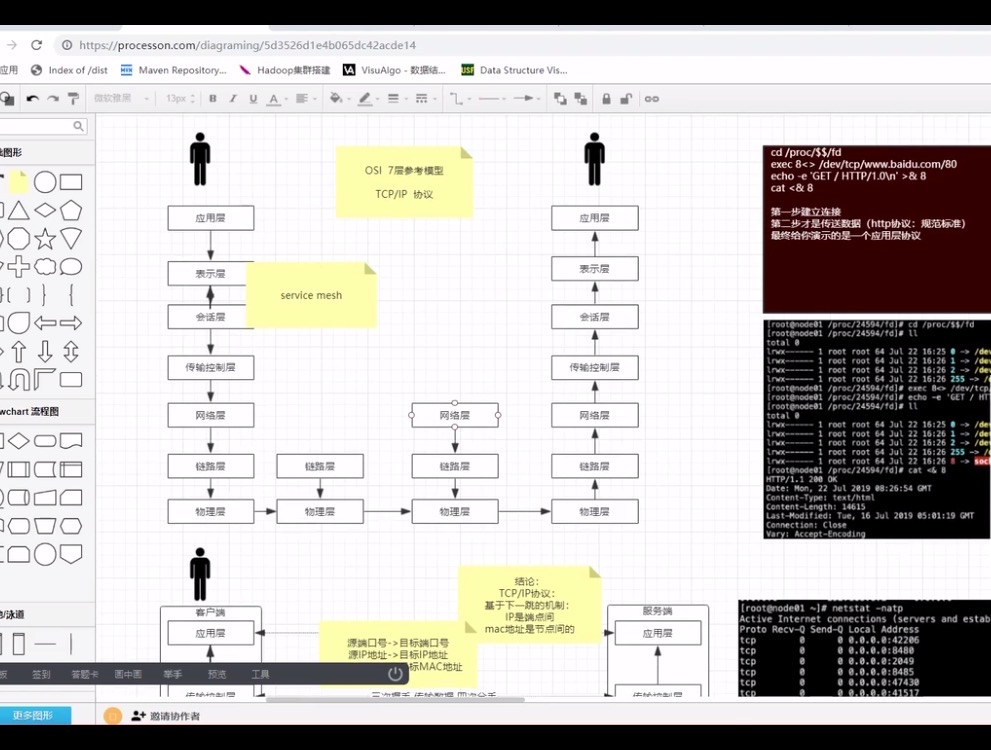 https://processon.com/diagraming/5d3526d1e4b065dc42acde14
应用
Index of /dist
Maven Repository...
Hadoop集群搭建
VisuAlgo - 数据结...
Data Structure Vis...
微软雅黑
13px
B I U A
OSI 7层参考模型
TCP/IP 协议
应用层
表示层
会话层
传输控制层
网络层
链路层
物理层
service mesh
链路层
物理层
网络层
链路层
物理层
应用层
表示层
会话层
传输控制层
网络层
链路层
物理层
cd /proc/$$/fd
exec 8<> /dev/tcp/www.baidu.com/80
echo -e 'GET / HTTP/1.0\n' >& 8
cat <& 8
第一步建立连接
第二步才是传送数据（http协议：规范标准）
最终给你演示的是一个应用层协议
[root@node01 /proc/24594/fd]# cd /proc/$$/fd
[root@node01 /proc/24594/fd]# ll
total 0
lrwx------ 1 root root 64 Jul 22 16:25 0 -> /dev
lrwx------ 1 root root 64 Jul 22 16:26 1 -> /dev
lrwx------ 1 root root 64 Jul 22 16:26 2 -> /dev
lrwx------ 1 root root 64 Jul 22 16:26 255 -> /
[root@node01 /proc/24594/fd]# exec 8<> /dev/tcp
[root@node01 /proc/24594/fd]# echo -e 'GET / HT
[root@node01 /proc/24594/fd]# ll
total 0
lrwx------ 1 root root 64 Jul 22 16:25 0 -> /dev
lrwx------ 1 root root 64 Jul 22 16:26 1 -> /dev
lrwx------ 1 root root 64 Jul 22 16:26 2 -> /dev
lrwx------ 1 root root 64 Jul 22 16:26 255 -> /
lrwx------ 1 root root 64 Jul 22 16:26 8 -> soc
[root@node01 /proc/24594/fd]# cat <& 8
HTTP/1.1 200 OK
Date: Mon, 22 Jul 2019 08:26:54 GMT
Content-Type: text/html
Content-Length: 14615
Last-Modified: Tue, 16 Jul 2019 05:01:19 GMT
Connection: Close
Vary: Accept-Encoding
图形
wchart 流程图
泳道
更多图形
结论：
TCP/IP协议：
基于下一跳的机制：
IP是端点间
mac地址是节点间的
客户端
应用层
源端口号->目标端口号
源IP地址->目标IP地址
标MAC地址
服务端
应用层
传输控制层
三次握手 传输数据 四次分手
传输控制层
[root@node01 ~]# netstat -natp
Active Internet connections (servers and estab
Proto Recv-Q Send-Q Local Address
tcp 0 0 0.0.0.0:42206
tcp 0 0 0.0.0.0:8480
tcp 0 0 0.0.0.0:2049
tcp 0 0 0.0.0.0:8485
tcp 0 0 0.0.0.0:47430
tcp 0 0 0.0.0.0:41517
板 签到 答题卡 画中画 举手 预览 工具
邀请协作者